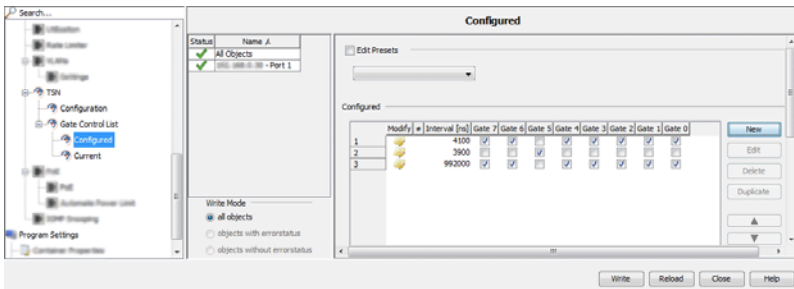 Search...
Configured
TSN
Configuration
Gate Control List
Configured
Current
Program Settings
Status Name
All Objects
- Port 1
Write Mode
all objects
objects with errorstatus
objects without errorstatus
Edit Presets
Configured
Modify # Interval [ns] Gate 7 Gate 6 Gate 5 Gate 4 Gate 3 Gate 2 Gate 1 Gate 0
1 4100
2 3900
3 992000
New
Edit
Delete
Duplicate
Write Reload Close Help